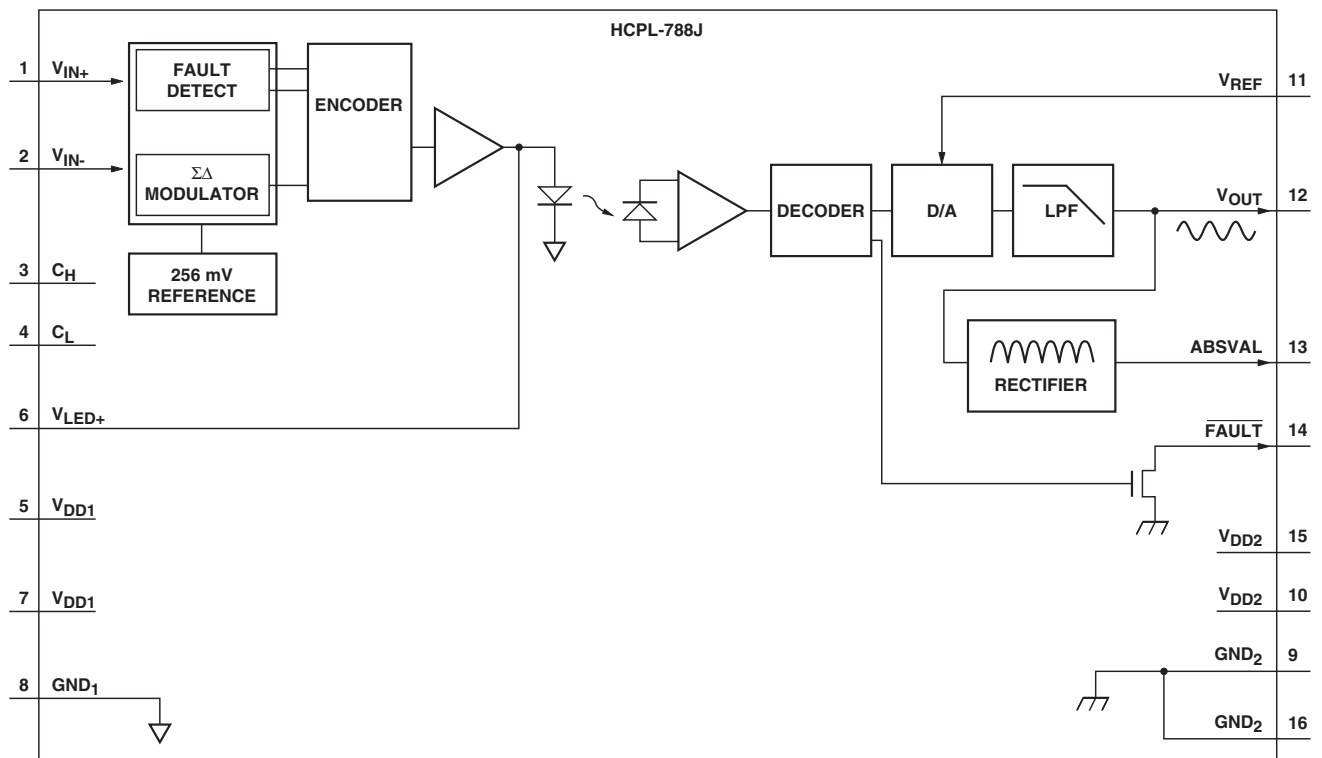 HCPL-788J
1 VIN+
FAULT
DETECT
ENCODER
2 VIN-
ΣΔ
MODULATOR
256 mV
REFERENCE
3 CH
4 CL
6 VLED+
5 VDD1
7 VDD1
8 GND1
VREF 11
DECODER
D/A
LPF
VOUT 12
RECTIFIER
ABSVAL 13
FAULT 14
VDD2 15
VDD2 10
GND2 9
GND2 16